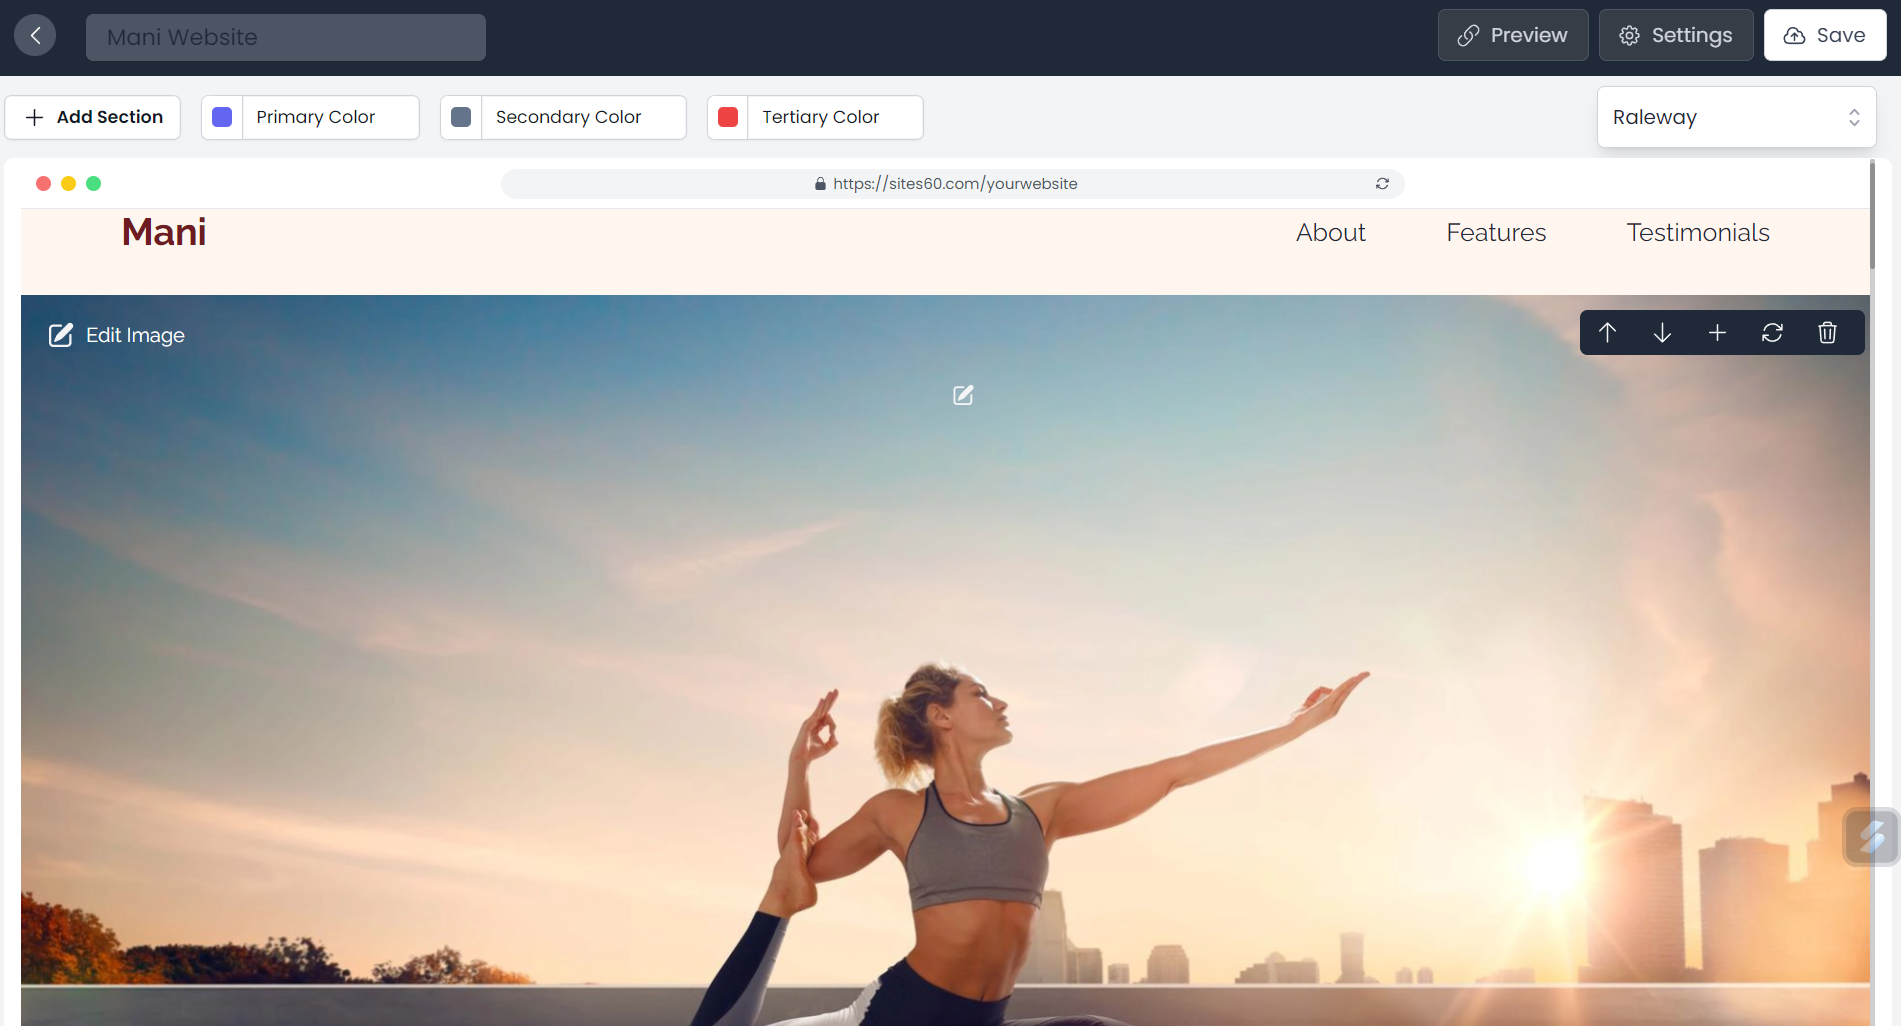 Mani Website
Preview
Settings
Save
Add Section
Primary Color
Secondary Color
Tertiary Color
Raleway
https://sites60.com/yourwebsite
Mani
About
Features
Testimonials
Edit Image